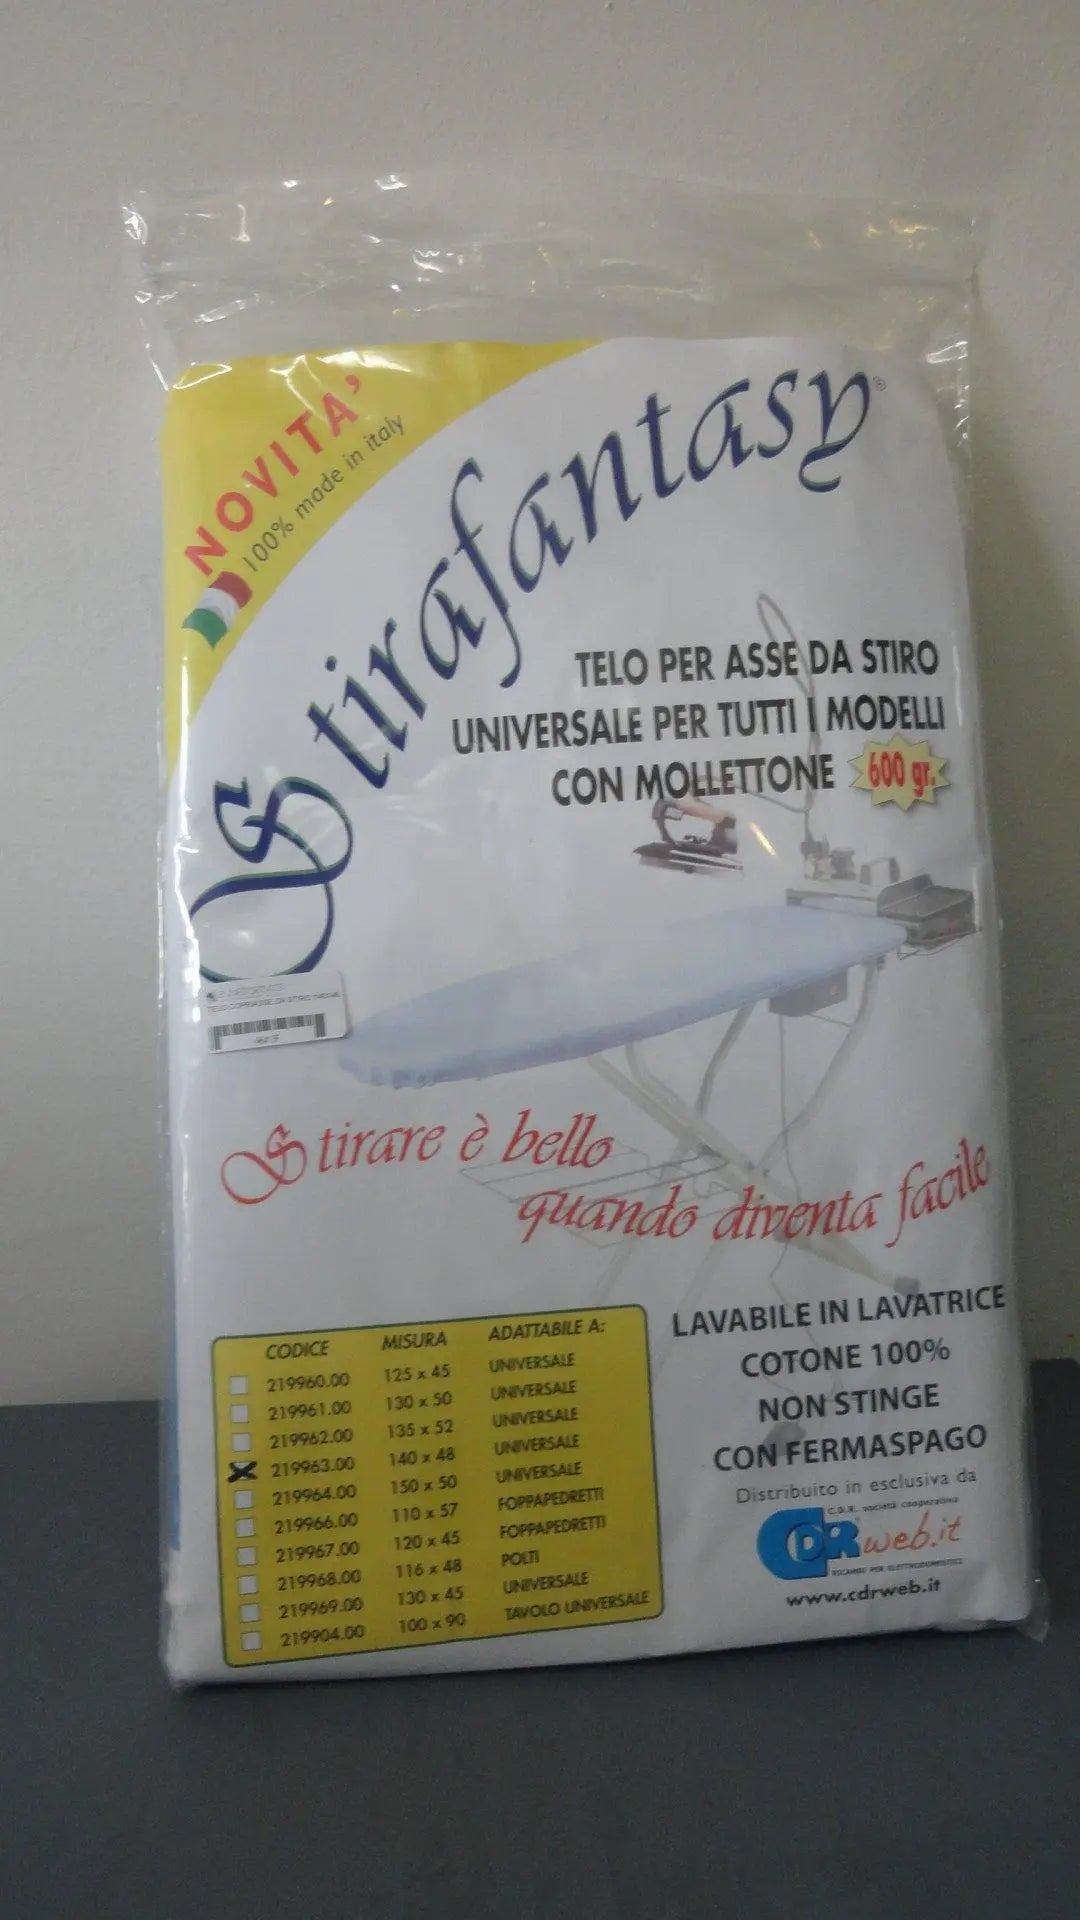 NOVITA'
100% made in italy
Stirafantasy®
TELO PER ASSE DA STIRO
UNIVERSALE PER TUTTI I MODELLI
CON MOLLETTONE 600 gr.
Stirare è bello
quando diventa facile
CODICE MISURA ADATTABILE A:
219960.00 125 x 45 UNIVERSALE
219961.00 130 x 50 UNIVERSALE
219962.00 135 x 52 UNIVERSALE
219963.00 140 x 48 UNIVERSALE
219964.00 150 x 50 UNIVERSALE
219966.00 110 x 57 FOPPAPEDRETTI
219967.00 120 x 45 FOPPAPEDRETTI
219968.00 116 x 48 POLTI
219969.00 130 x 45 UNIVERSALE
219904.00 100 x 90 TAVOLO UNIVERSALE
LAVABILE IN LAVATRICE
COTONE 100%
NON STINGE
CON FERMASPAGO
Distribuito in esclusiva da
C.D.R. società cooperativa
CDRweb.it
RICAMBI PER ELETTRODOMESTICI
www.cdrweb.it